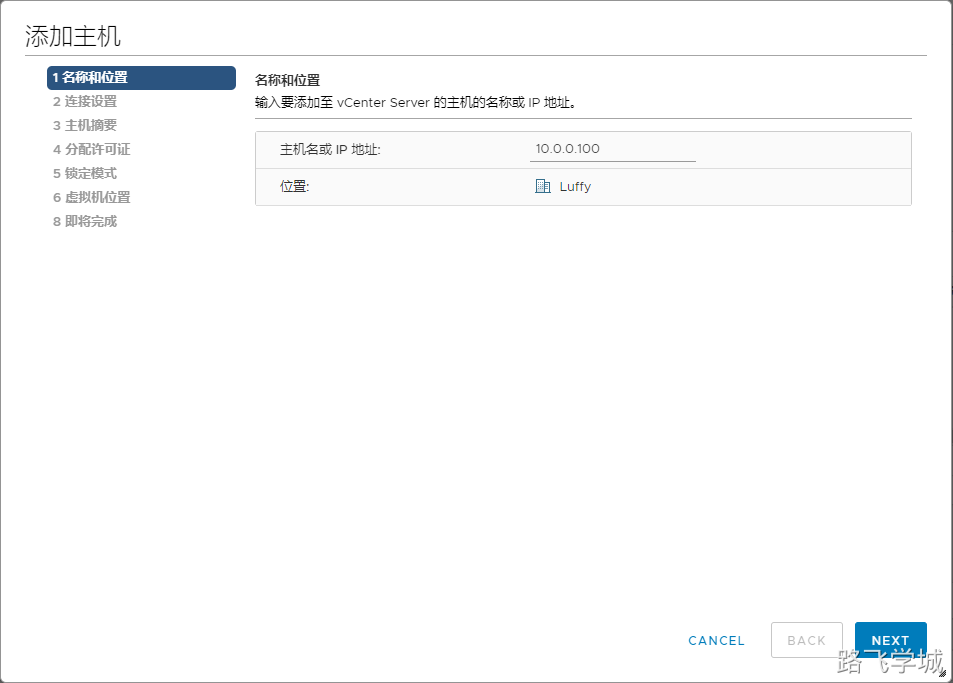 添加主机
1 名称和位置
2 连接设置
3 主机摘要
4 分配许可证
5 锁定模式
6 虚拟机位置
8 即将完成
名称和位置
输入要添加至 vCenter Server 的主机的名称或 IP 地址。
主机名或 IP 地址: 10.0.0.100
位置: Luffy
CANCEL BACK NEXT
路飞学城